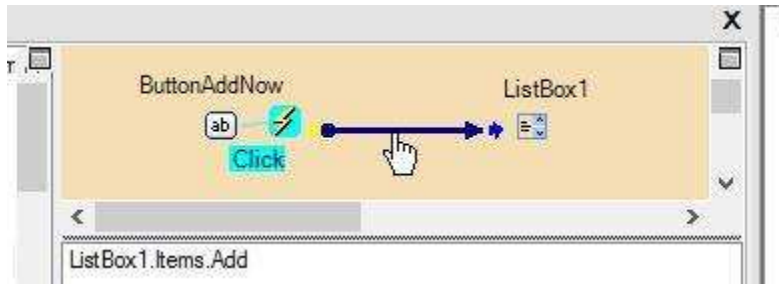 X
ButtonAddNow
ListBox1
ab
Click
ListBox1.Items.Add